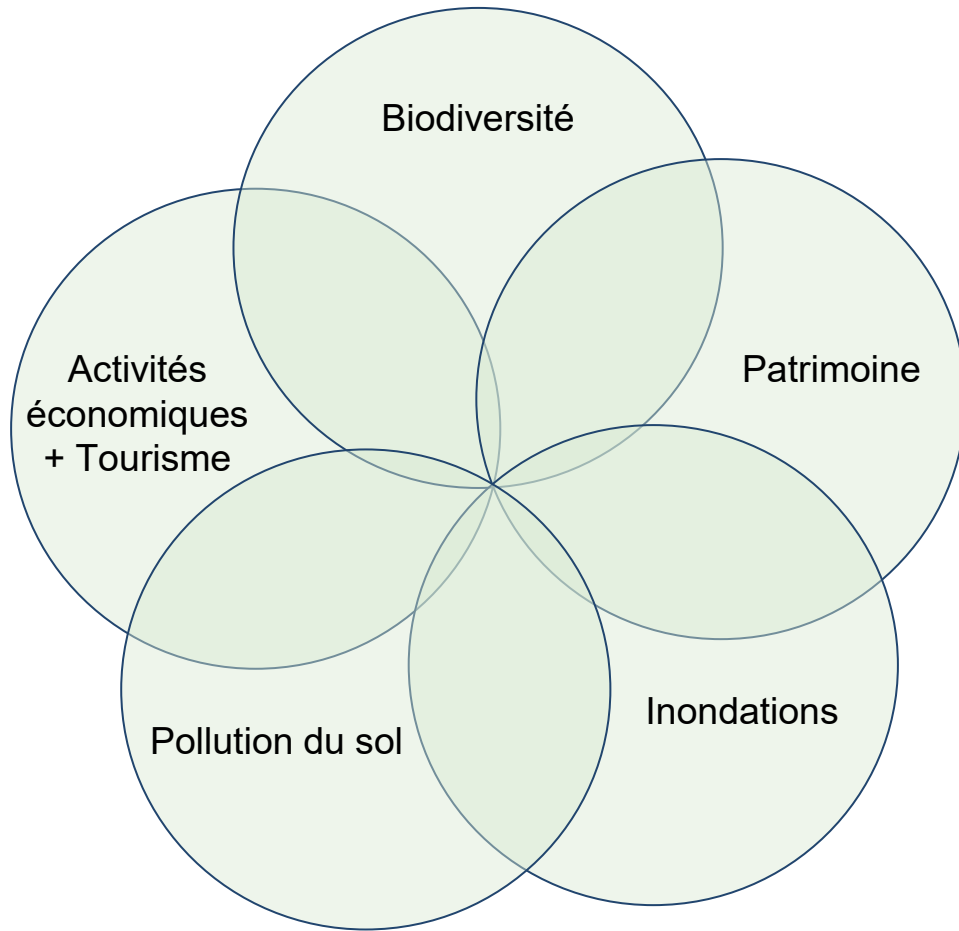 Biodiversité
Patrimoine
Activités
économiques
+ Tourisme
Inondations
Pollution du sol